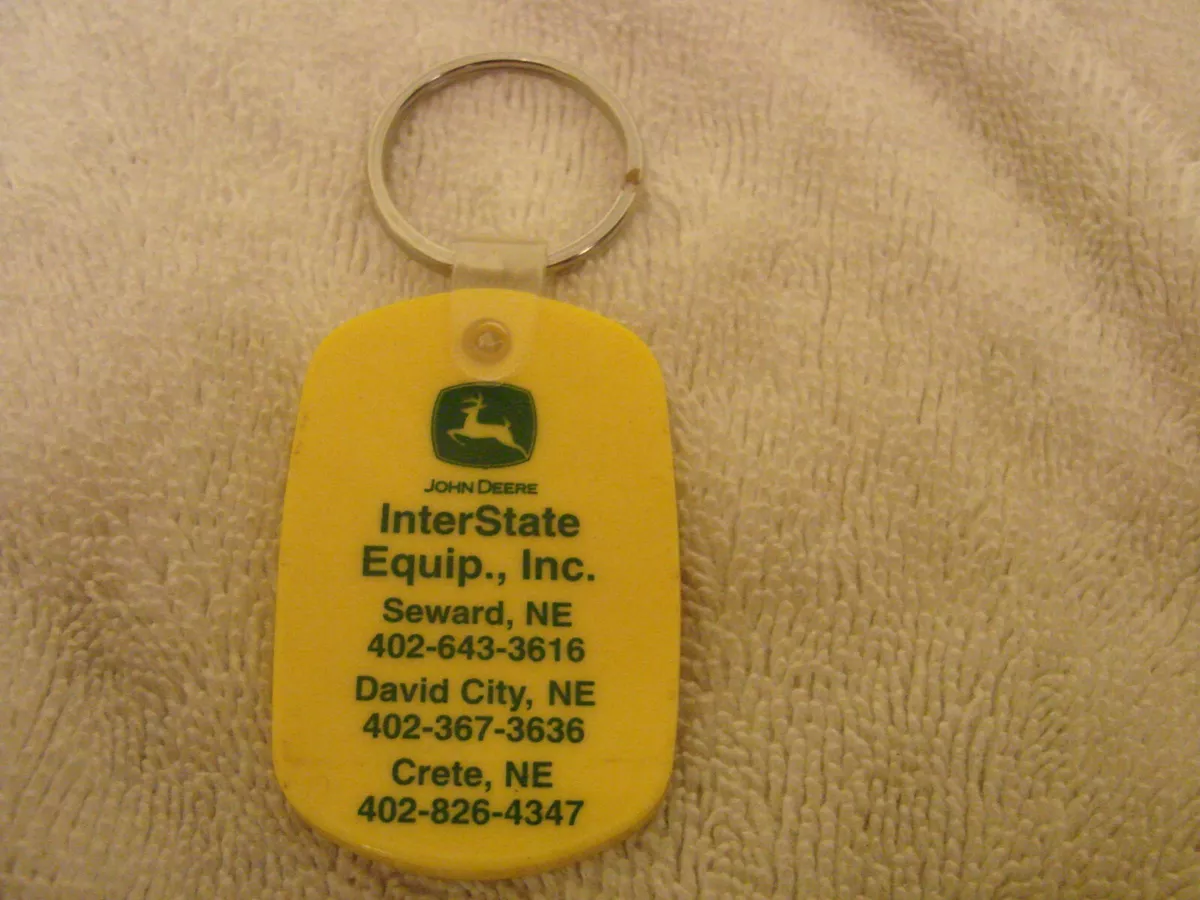 JOHN DEERE
InterState
Equip., Inc.
Seward, NE
402-643-3616
David City, NE
402-367-3636
Crete, NE
402-826-4347